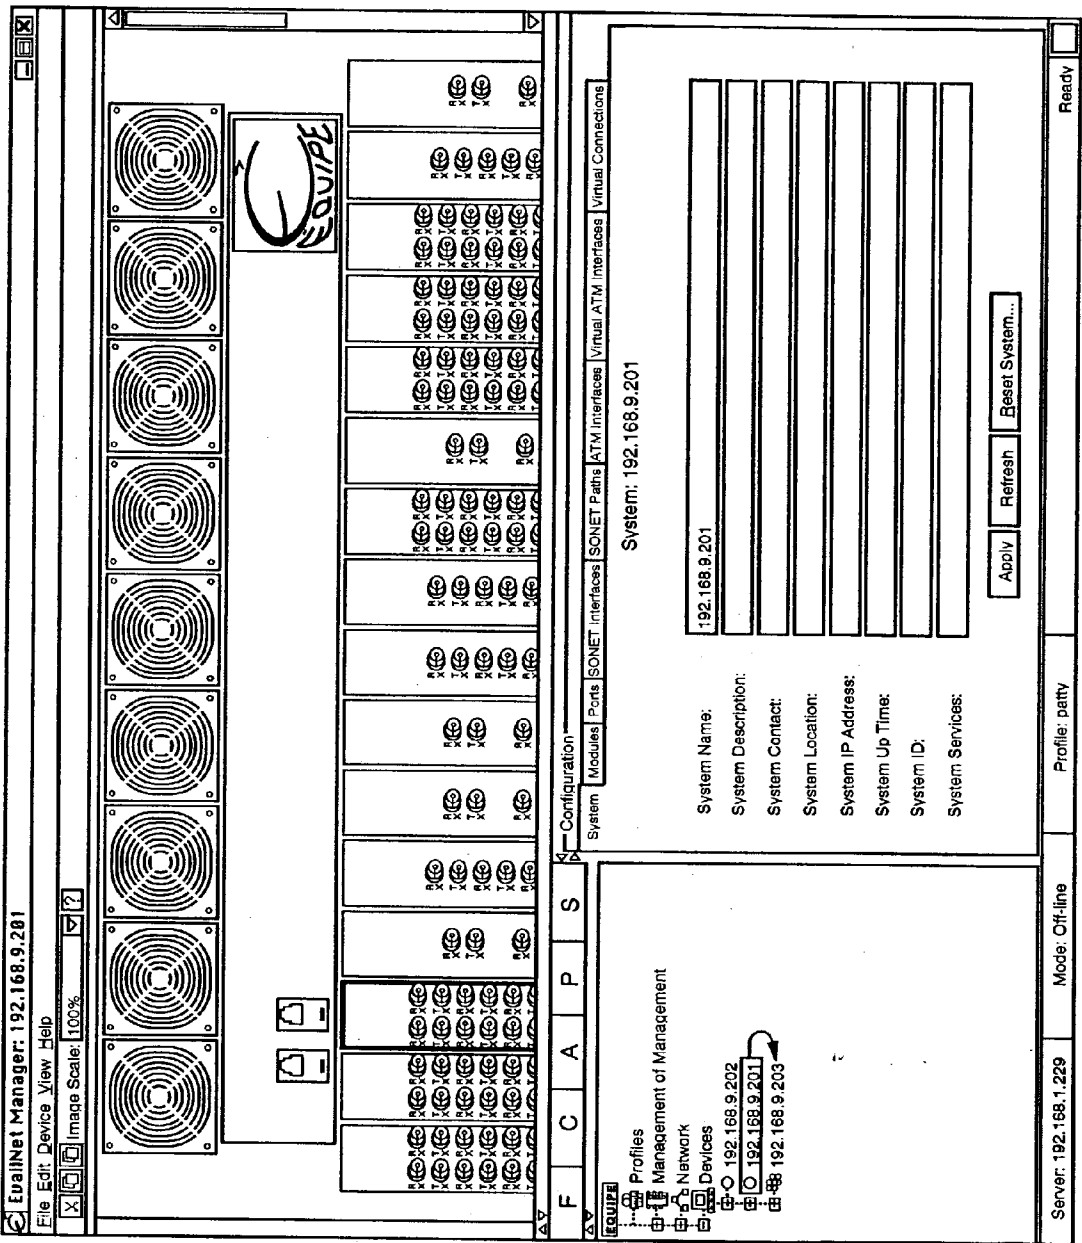 EvaliNet Manager: 192.168.9.201
File Edit Device View Help
X Image Scale: 100% ?
EQUIPE
F C A P S
EQUIPE
Profiles
Management of Management
Network
Devices
192.168.9.202
192.168.9.201
192.168.9.203
Configuration
System Modules Ports SONET Interfaces SONET Paths ATM Interfaces Virtual ATM Interfaces Virtual Connections
System: 192.168.9.201
System Name: 192.168.9.201
System Description:
System Contact:
System Location:
System IP Address:
System Up Time:
System ID:
System Services:
Apply Refresh Reset System...
Server: 192.168.1.229 Mode: Off-line Profile: patty Ready